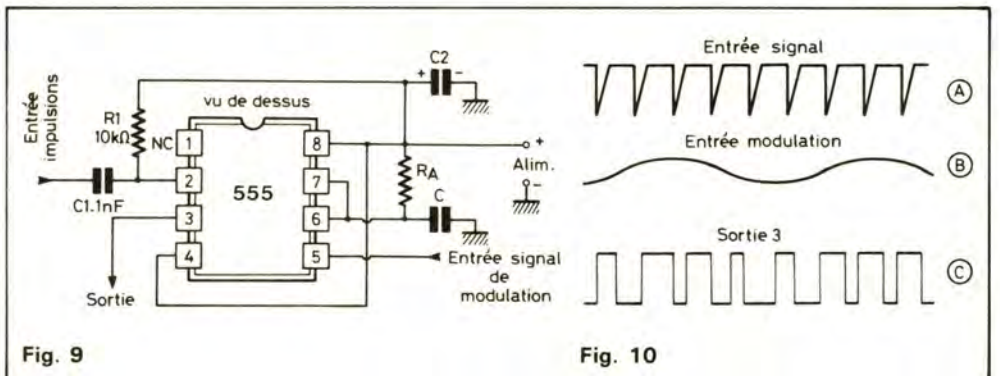 Entrée
impulsions
R1
10kΩ
C1.1nF
NC
vu de dessus
1
2
3
4
555
8
7
6
5
Sortie
C2
+
-
RA
C
+
Alim.
-
Entrée signal
de
modulation
Fig. 9
Entrée signal
A
Entrée modulation
B
Sortie 3
C
Fig. 10